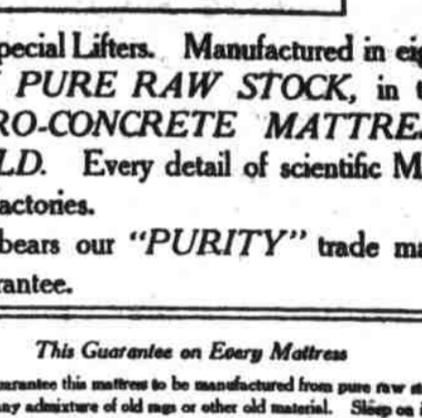 pecial Lifters. Manufactured in eig
PURE RAW STOCK, in t
RO-CONCRETE MATTRE
LD. Every detail of scientific M
actories.
bears our "PURITY" trade ma
rantee.
This Guarantee on Every Mattress
uarantee this mattress to be manufactured from pure raw st
ny admixture of old rags or other old material. Sleep on i